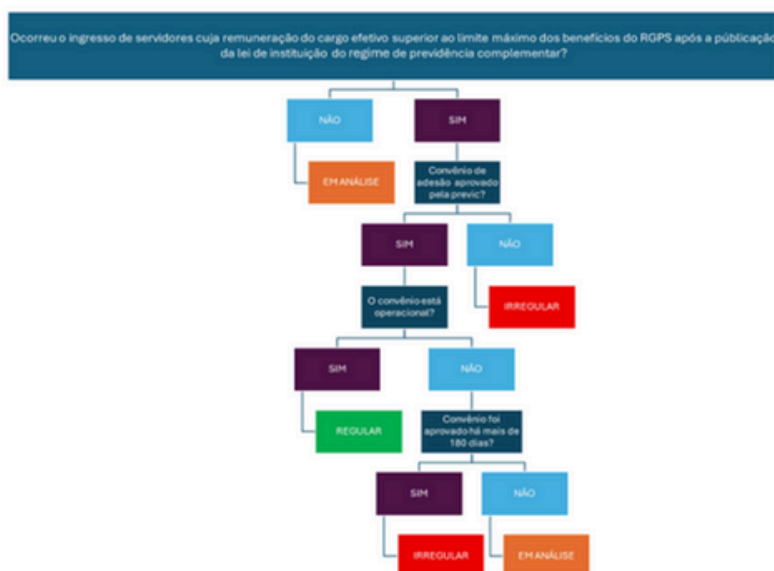 Ocorreu o ingresso de servidores cuja remuneração do cargo efetivo superior ao limite máximo dos benefícios do RGPS após a públicação
da lei de instituição do regime de previdência complementar?
NÃO
SIM
EM ANÁLISE
Convênio de
adesão aprovado
pela previc?
SIM
NÃO
O convênio está
operacional?
IRREGULAR
SIM
NÃO
REGULAR
Convênio foi
aprovado há mais de
180 dias?
SIM
NÃO
IRREGULAR
EM ANÁLISE